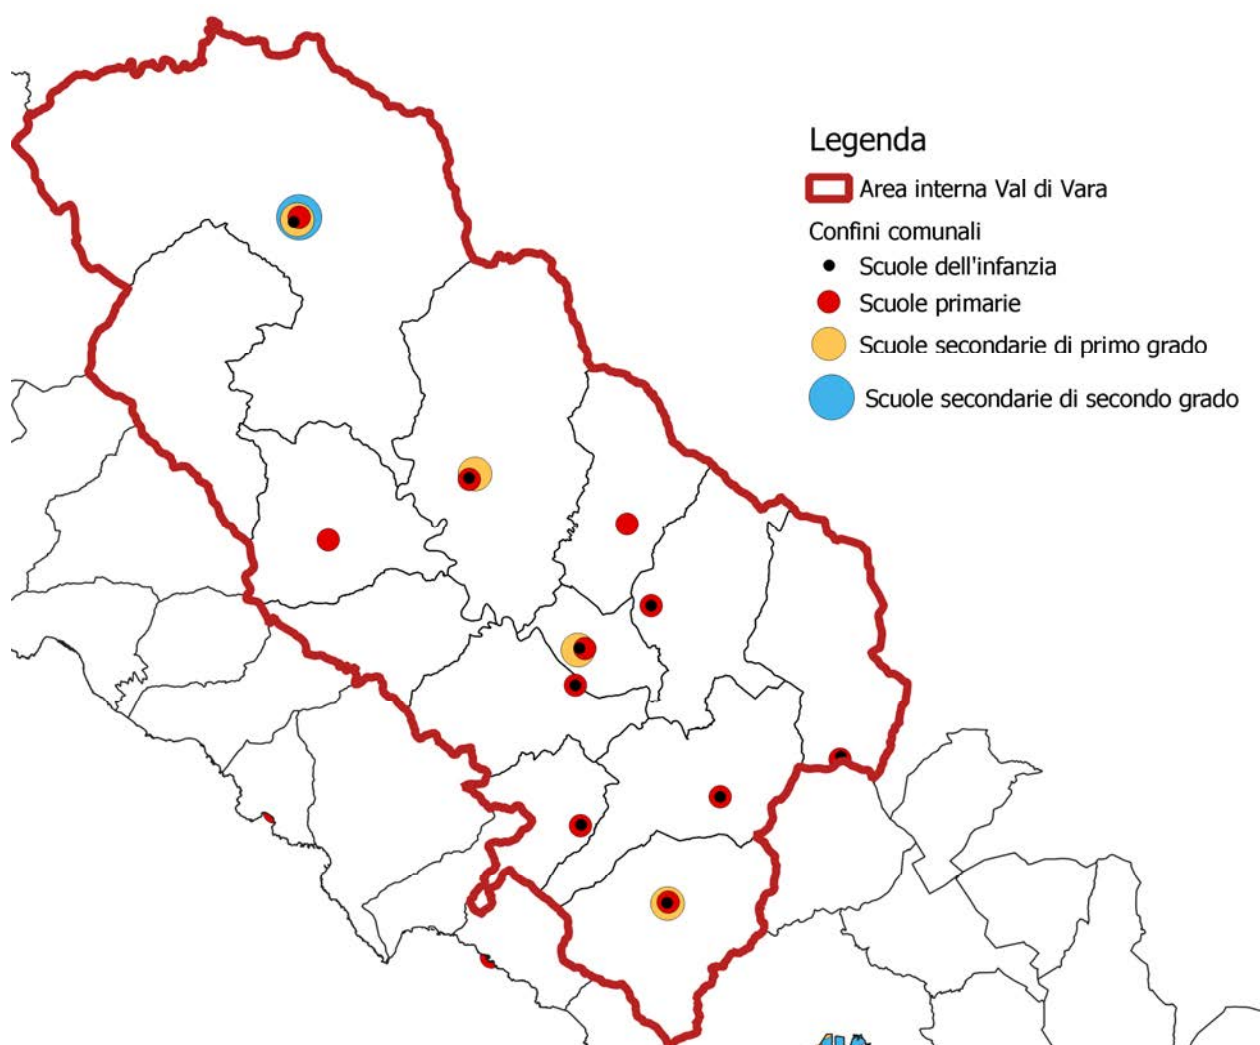 Legenda
Area interna Val di Vara
Confini comunali
Scuole dell'infanzia
Scuole primarie
Scuole secondarie di primo grado
Scuole secondarie di secondo grado